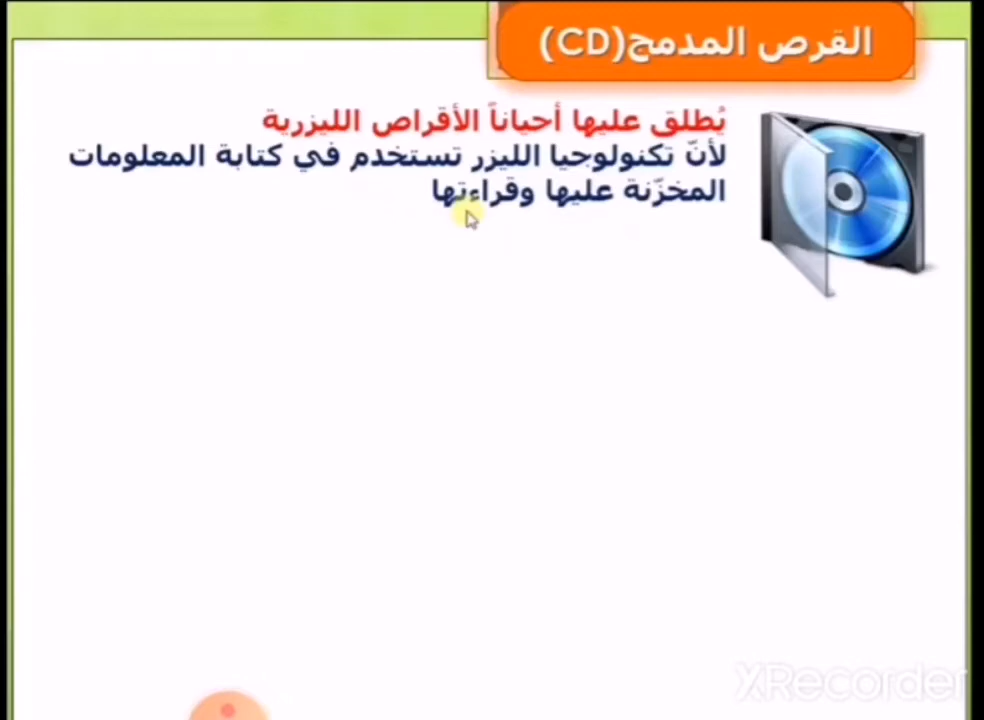 القرص المدمج(CD)
يُطلق عليها أحياناً الأقراص الليزرية
لأنّ تكنولوجيا الليزر تستخدم في كتابة المعلومات
المخزّنة عليها وقراءتها
XRecorder